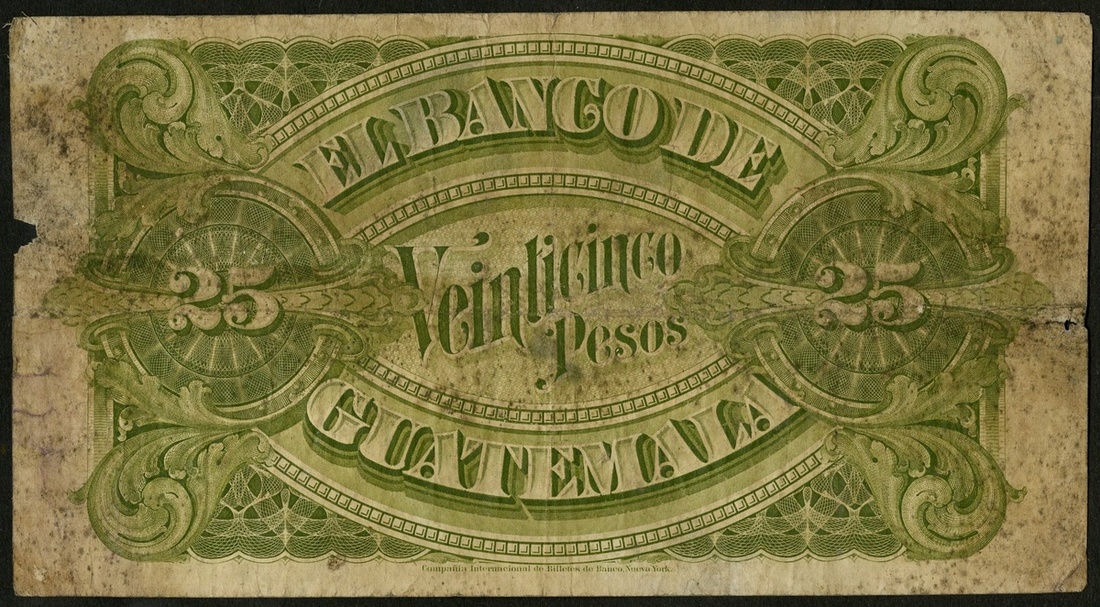 EL BANCO DE
25
Veinticinco
Pesos
25
GUATEMALA
Compañia Internacional de Billetes de Banco, Nueva York.